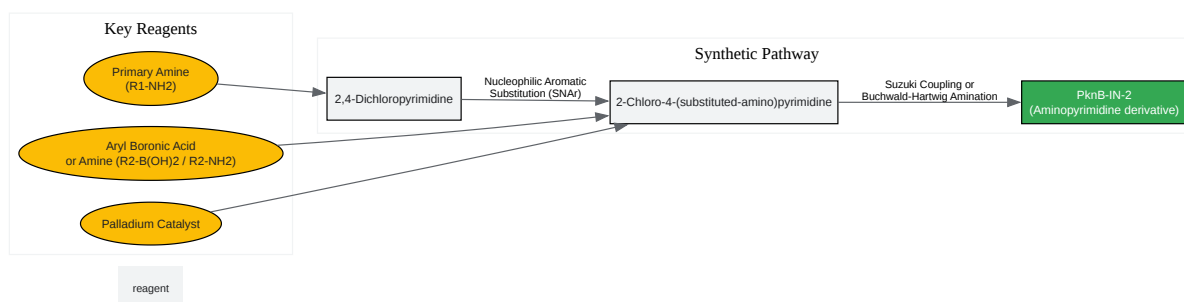 Key Reagents
Primary Amine
(R1-NH2)
Aryl Boronic Acid
or Amine (R2-B(OH)2 / R2-NH2)
Palladium Catalyst
reagent
Synthetic Pathway
2,4-Dichloropyrimidine
Nucleophilic Aromatic
Substitution (SNAr)
2-Chloro-4-(substituted-amino)pyrimidine
Suzuki Coupling or
Buchwald-Hartwig Amination
PknB-IN-2
(Aminopyrimidine derivative)